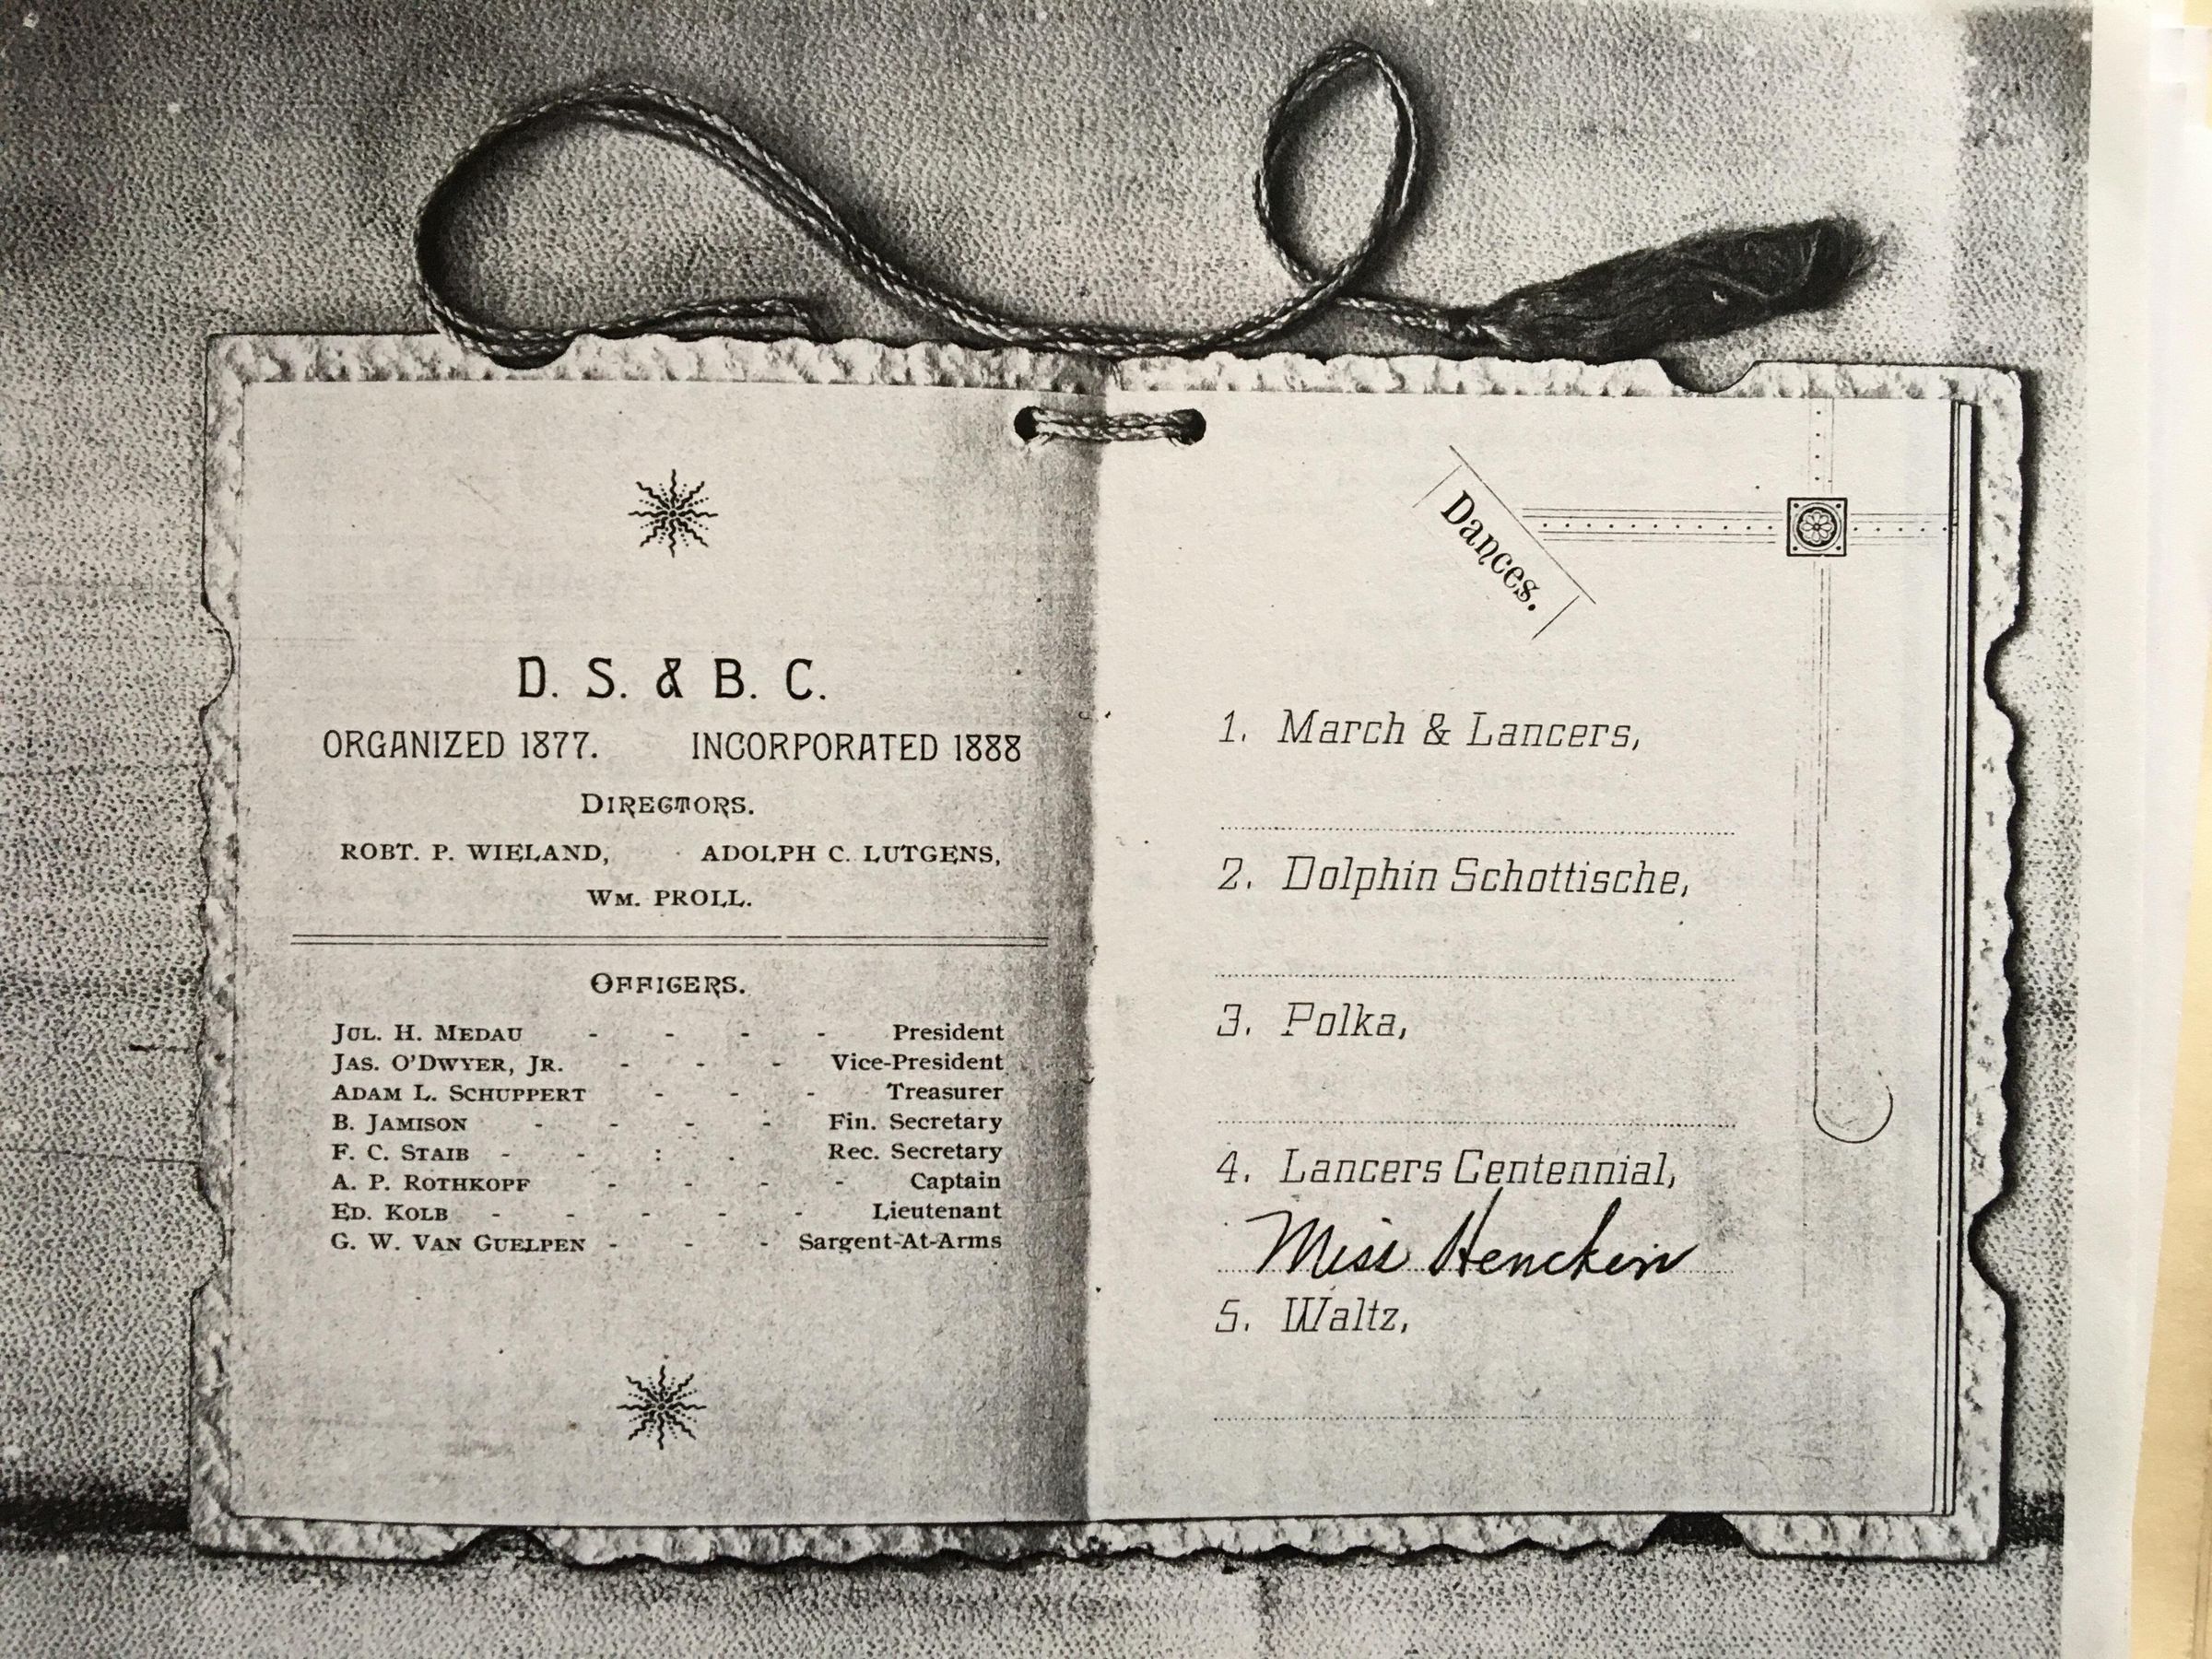 D. S. & B. C.
ORGANIZED 1877. INCORPORATED 1888
DIRECTORS.
ROBT. P. WIELAND, ADOLPH C. LUTGENS,
WM. PROLL.
OFFICERS.
JUL. H. MEDAU - - - - President
JAS. O'DWYER, JR. - - - Vice-President
ADAM L. SCHUPPERT - - - Treasurer
B. JAMISON - - - - Fin. Secretary
F. C. STAIB - - : . Rec. Secretary
A. P. ROTHKOPF - - - - Captain
ED. KOLB - - - - - Lieutenant
G. W. VAN GUELPEN - - - Sargent-At-Arms
Dances.
1. March & Lancers,
2. Dolphin Schottische,
3. Polka,
4. Lancers Centennial,
Miss Henckein
5. Waltz,